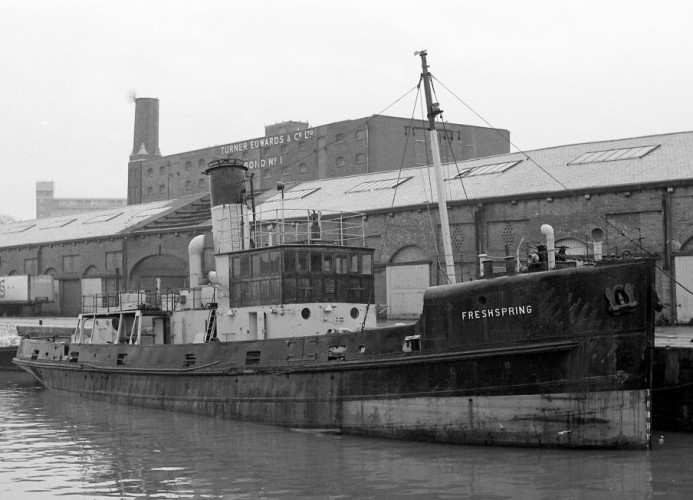 TURNER EDWARDS & Co LTD
BOND No 1
FRESHSPRING